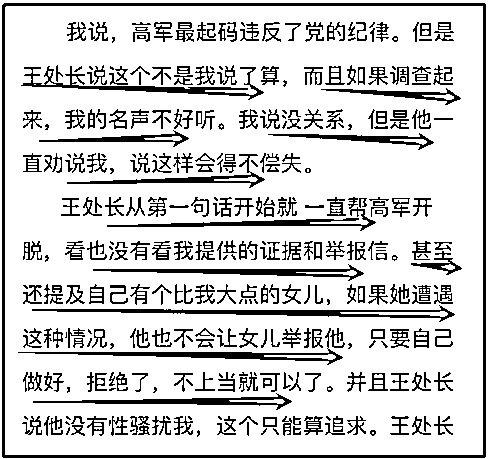 我说，高军最起码违反了党的纪律。但是
王处长说这个不是我说了算，而且如果调查起
来，我的名声不好听。我说没关系，但是他一
直劝说我，说这样会得不偿失。
王处长从第一句话开始就 一直帮高军开
脱，看也没有看我提供的证据和举报信。甚至
还提及自己有个比我大点的女儿，如果她遭遇
这种情况，他也不会让女儿举报他，只要自己
做好，拒绝了，不上当就可以了。并且王处长
说他没有性骚扰我，这个只能算追求。王处长